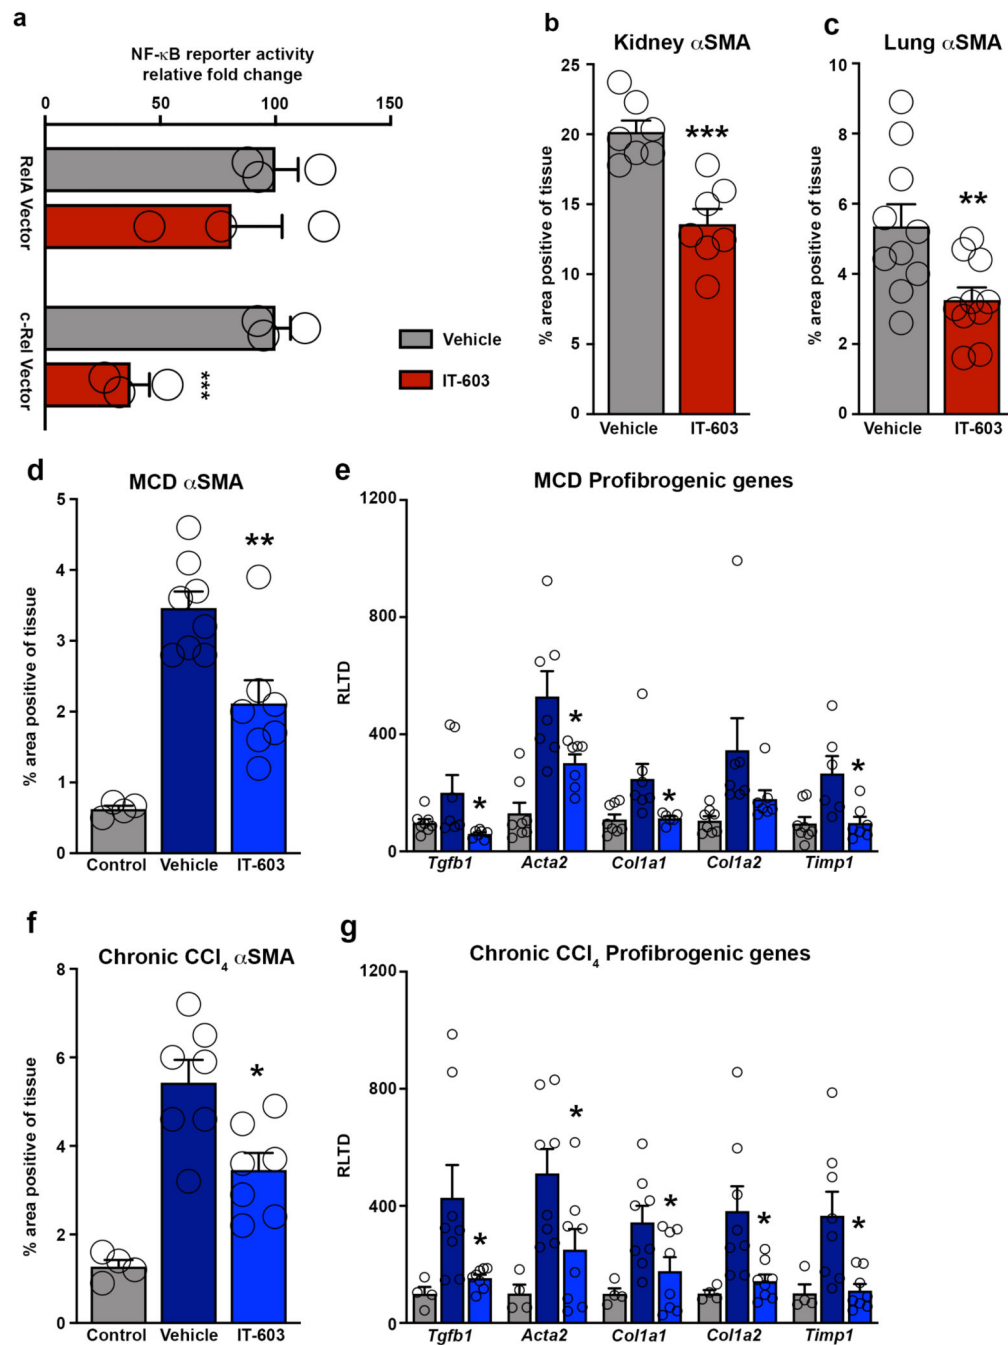 a
NF-κB reporter activity
relative fold change
0 50 100 150
RelA Vector
c-Rel Vector
***
Vehicle
IT-603
b
Kidney αSMA
% area positive of tissue
25
20
15
10
5
0
***
Vehicle IT-603
c
Lung αSMA
% area positive of tissue
10
8
6
4
2
0
**
Vehicle IT-603
d
MCD αSMA
% area positive of tissue
5
4
3
2
1
0
**
Control Vehicle IT-603
e
MCD Profibrogenic genes
RLTD
1200
800
400
0
* * * *
Tgfb1 Acta2 Col1a1 Col1a2 Timp1
f
Chronic CCl4 αSMA
% area positive of tissue
8
6
4
2
0
*
Control Vehicle IT-603
g
Chronic CCl4 Profibrogenic genes
RLTD
1200
800
400
0
* * * * *
Tgfb1 Acta2 Col1a1 Col1a2 Timp1